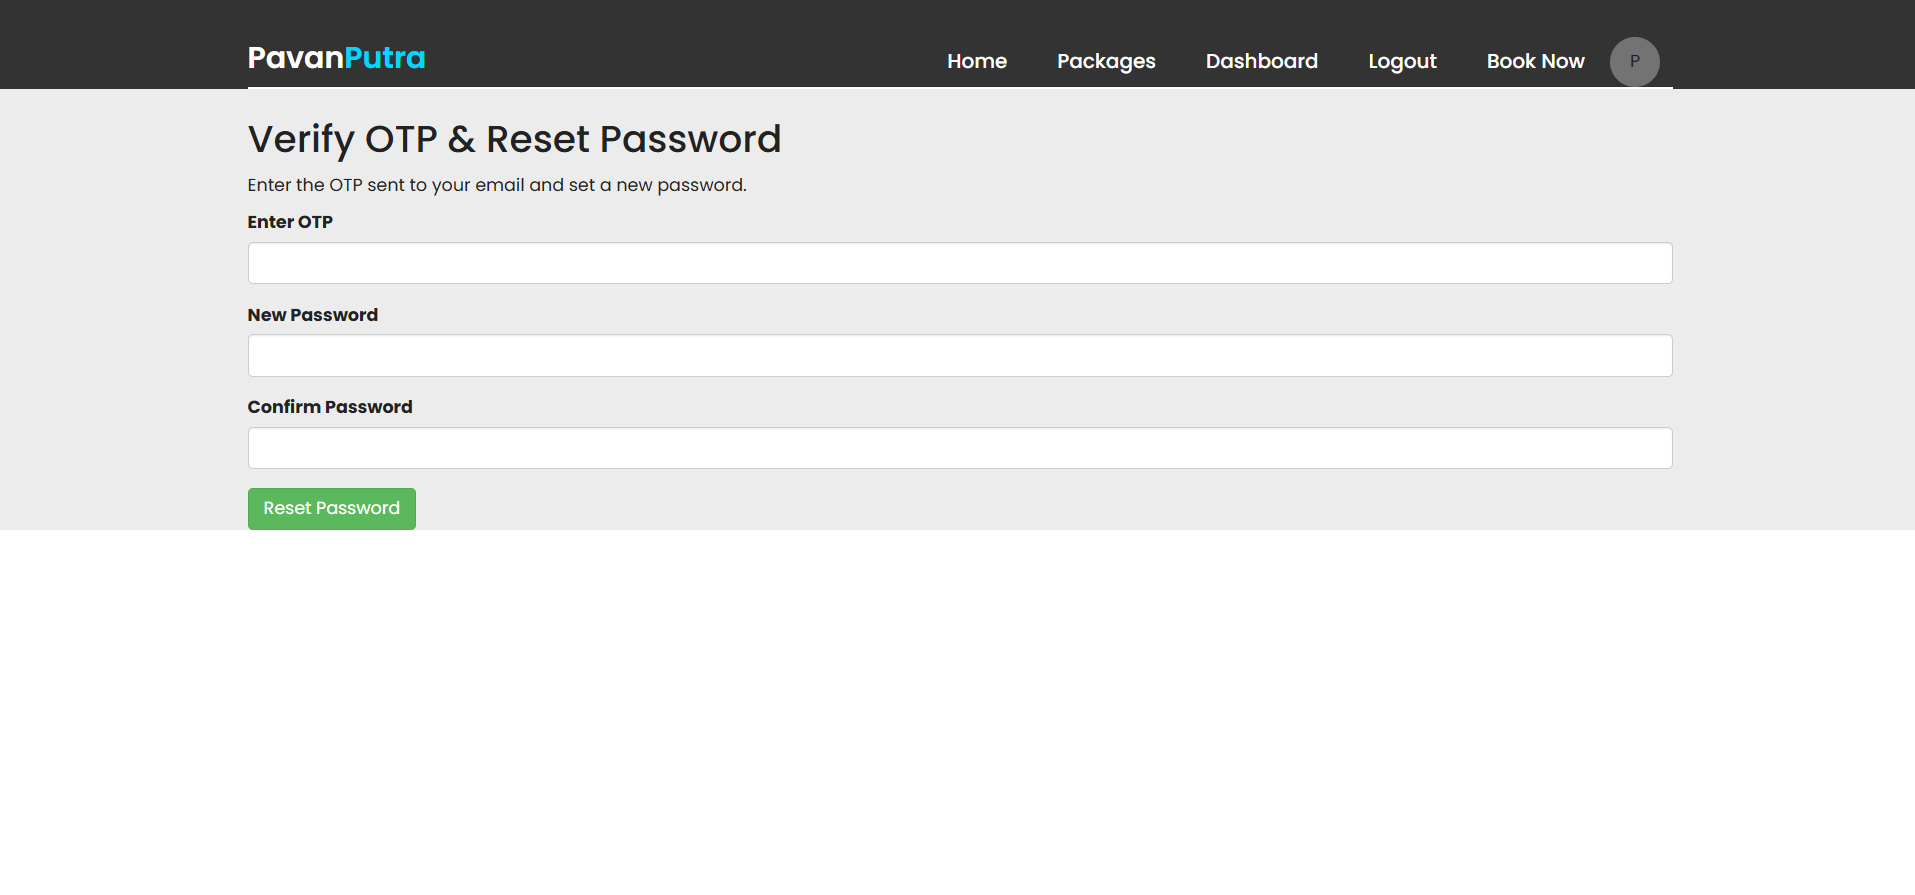 PavanPutra
Home Packages Dashboard Logout Book Now P
Verify OTP & Reset Password
Enter the OTP sent to your email and set a new password.
Enter OTP
New Password
Confirm Password
Reset Password